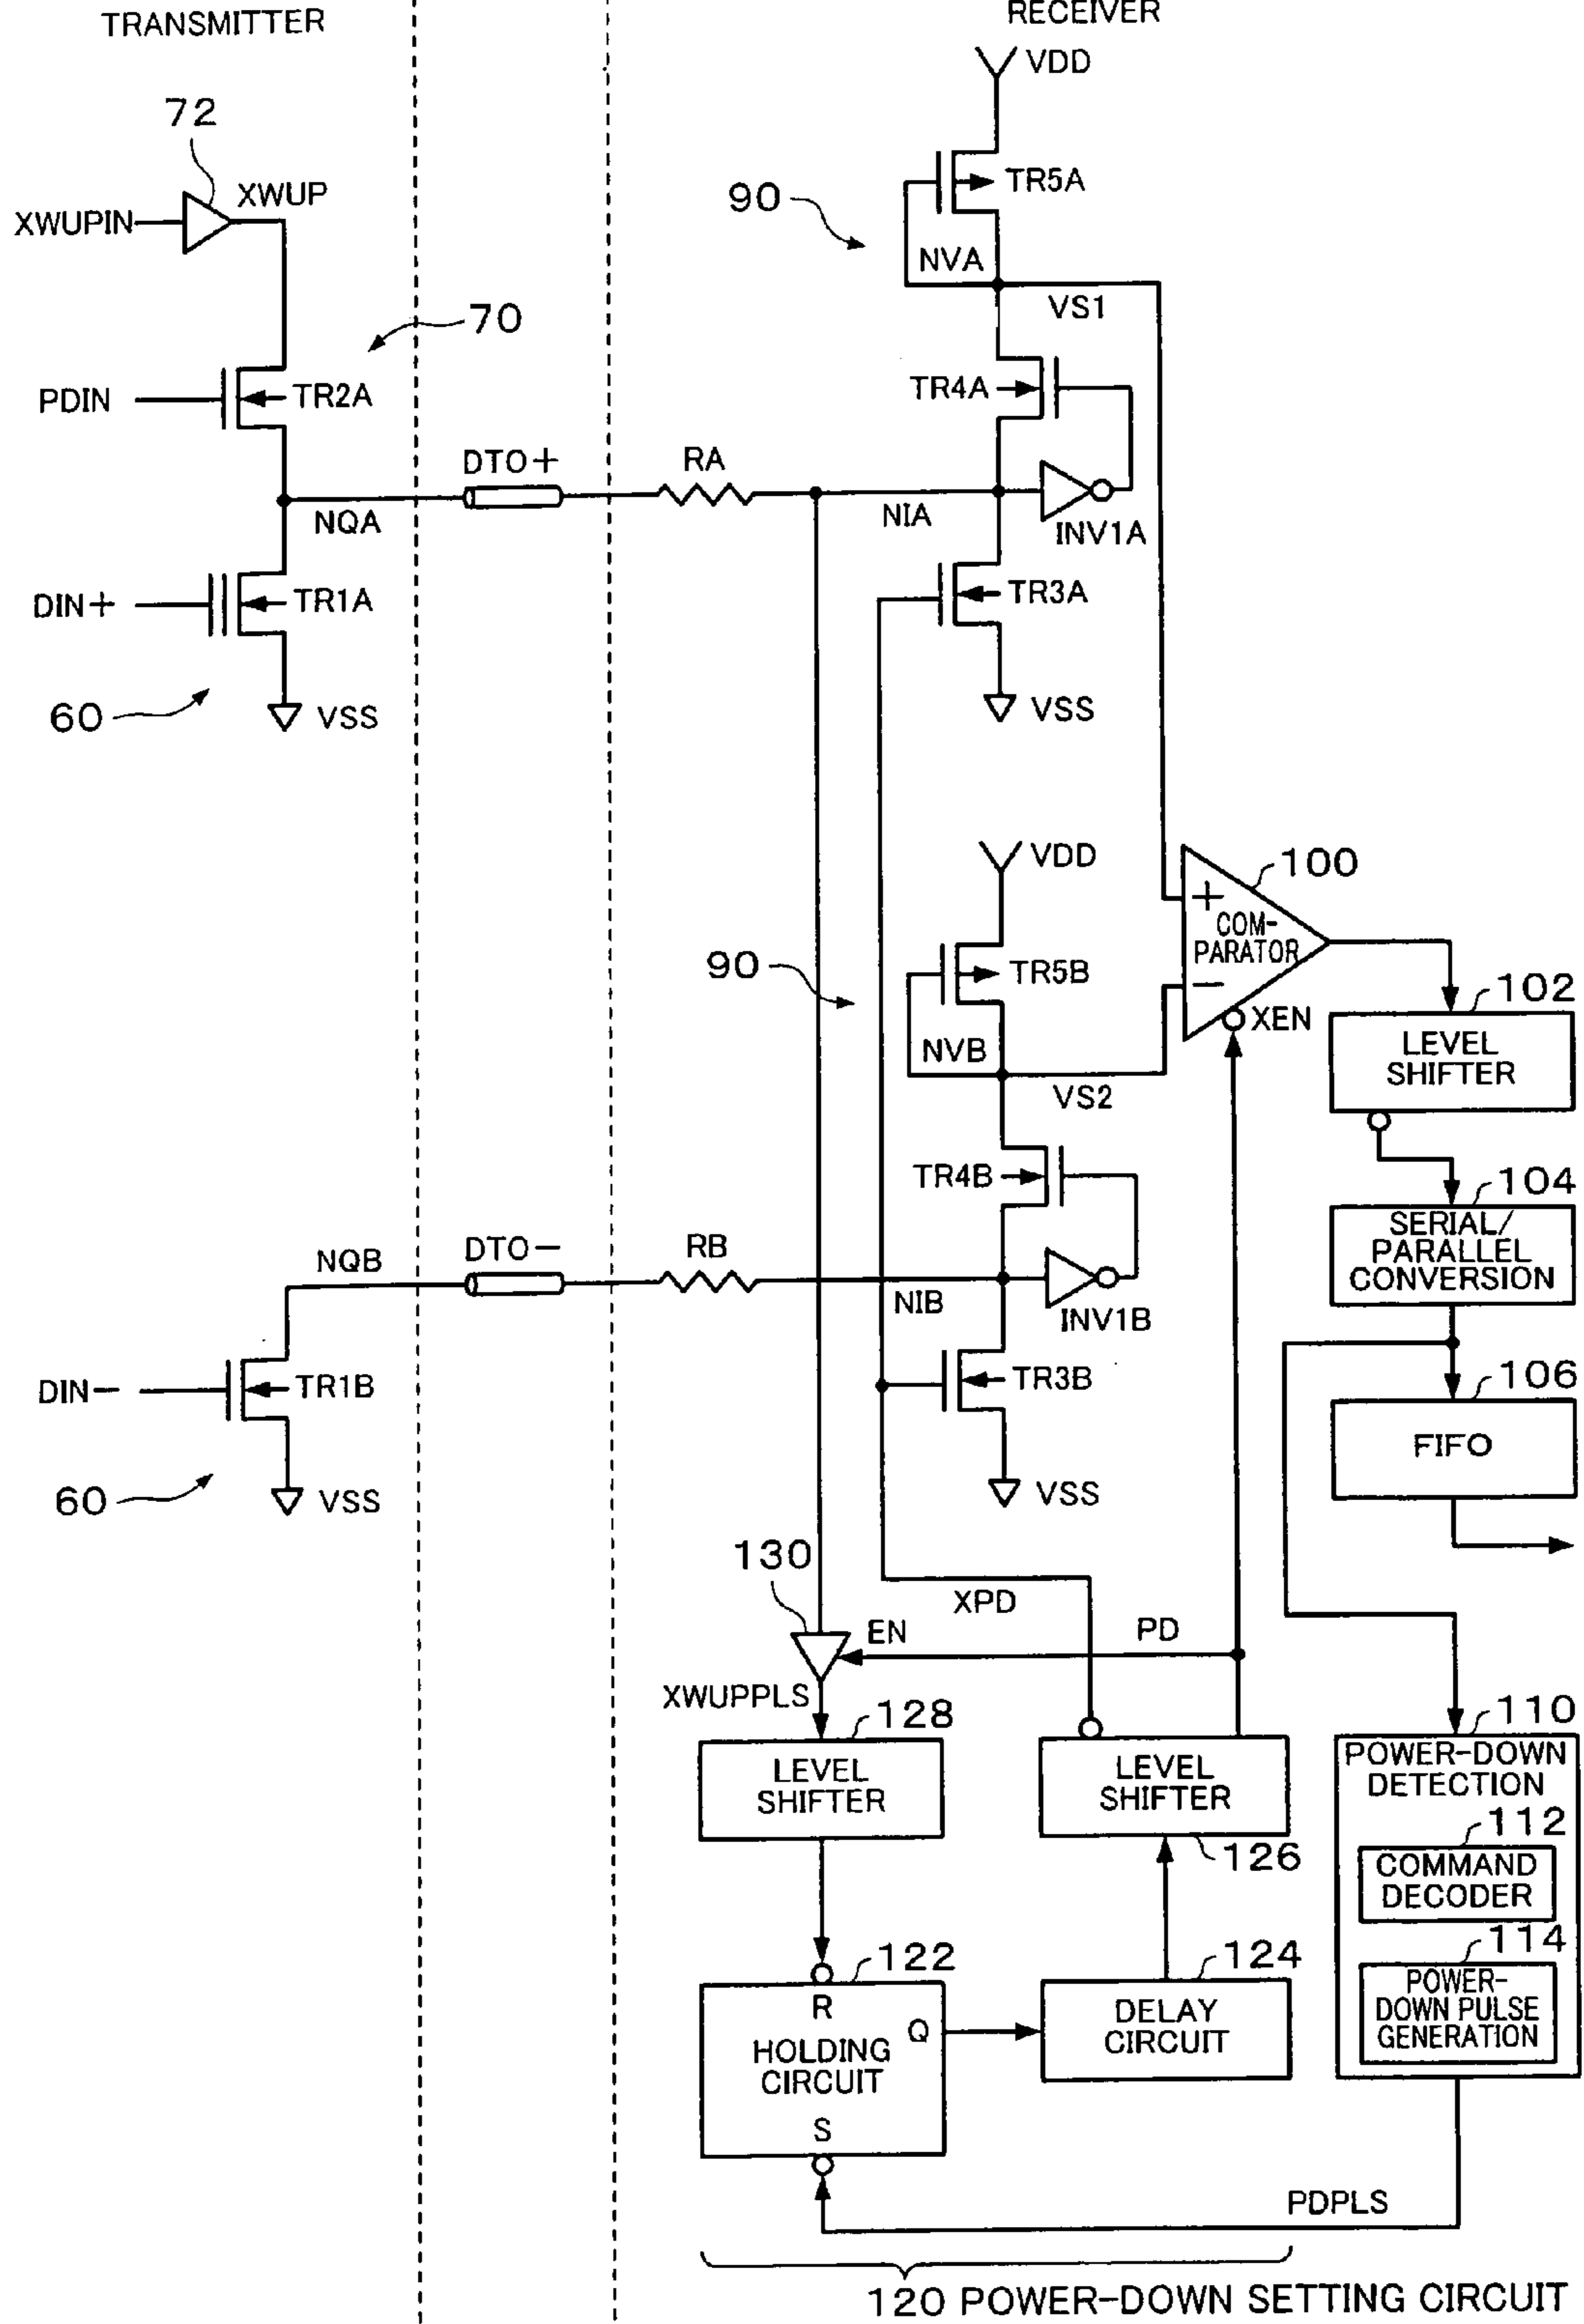 TRANSMITTER
RECEIVER
VDD
72
XWUP
XWUPIN
TR5A
90
NVA
VS1
70
PDIN
TR2A
TR4A
DTO+
RA
NQA
NIA
INV1A
DIN+
TR1A
TR3A
60
VSS
VSS
VDD
100
+
COM-
PARATOR
90
TR5B
−
XEN
102
LEVEL
SHIFTER
NVB
VS2
TR4B
104
SERIAL/
PARALLEL
CONVERSION
NQB
DTO−
RB
NIB
INV1B
DIN−
TR1B
TR3B
106
FIFO
60
VSS
VSS
130
XPD
EN
PD
XWUPPLS
128
LEVEL
SHIFTER
LEVEL
SHIFTER
126
110
POWER-DOWN
DETECTION
112
COMMAND
DECODER
114
POWER-
DOWN PULSE
GENERATION
122
R
Q
HOLDING
CIRCUIT
S
124
DELAY
CIRCUIT
PDPLS
120 POWER-DOWN SETTING CIRCUIT